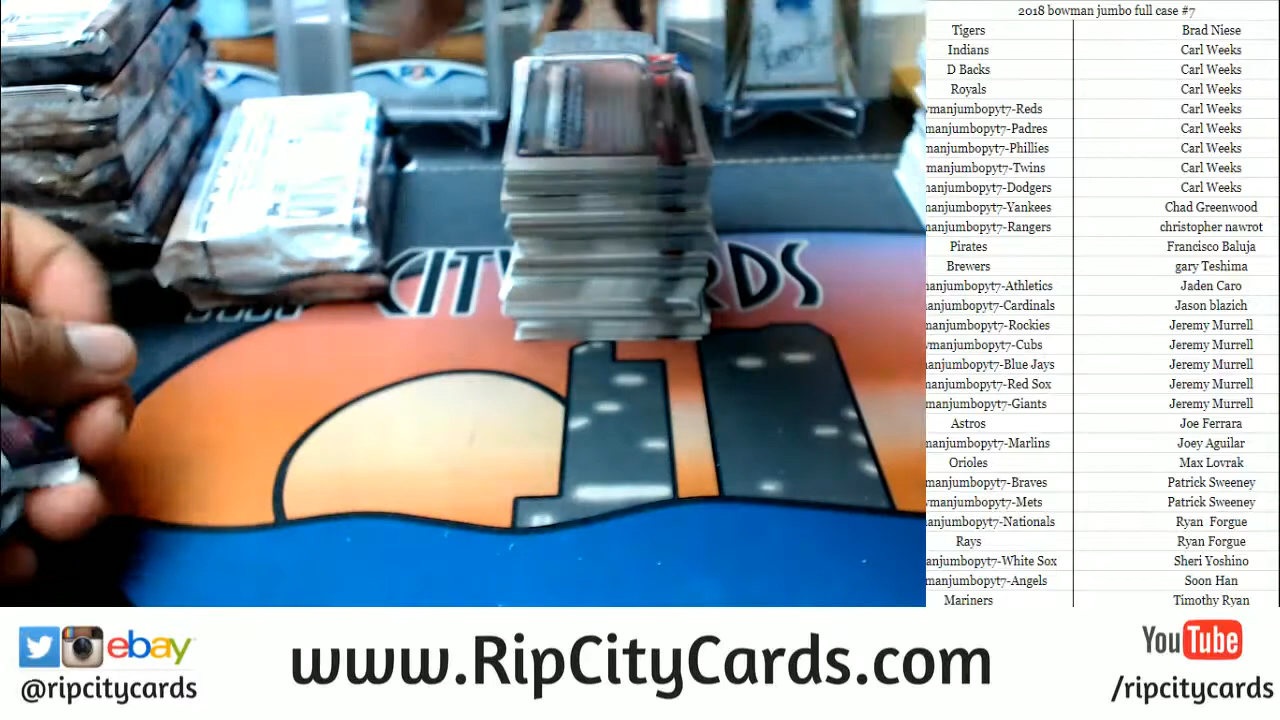 2018 bowman jumbo full case #7
Tigers Brad Niese
Indians Carl Weeks
D Backs Carl Weeks
Royals Carl Weeks
vmanjumbopyt7-Reds Carl Weeks
manjumbopyt7-Padres Carl Weeks
manjumbopyt7-Phillies Carl Weeks
manjumbopyt7-Twins Carl Weeks
manjumbopyt7-Dodgers Carl Weeks
manjumbopyt7-Yankees Chad Greenwood
manjumbopyt7-Rangers christopher nawrot
Pirates Francisco Baluja
Brewers gary Teshima
manjumbopyt7-Athletics Jaden Caro
manjumbopyt7-Cardinals Jason blazich
manjumbopyt7-Rockies Jeremy Murrell
vmanjumbopyt7-Cubs Jeremy Murrell
manjumbopyt7-Blue Jays Jeremy Murrell
manjumbopyt7-Red Sox Jeremy Murrell
manjumbopyt7-Giants Jeremy Murrell
Astros Joe Ferrara
manjumbopyt7-Marlins Joey Aguilar
Orioles Max Lovrak
manjumbopyt7-Braves Patrick Sweeney
vmanjumbopyt7-Mets Patrick Sweeney
anjumbopyt7-Nationals Ryan Forgue
Rays Ryan Forgue
anjumbopyt7-White Sox Sheri Yoshino
manjumbopyt7-Angels Soon Han
Mariners Timothy Ryan
CITY RDS
ebay
@ripcitycards
www.RipCityCards.com
YouTube
/ripcitycards